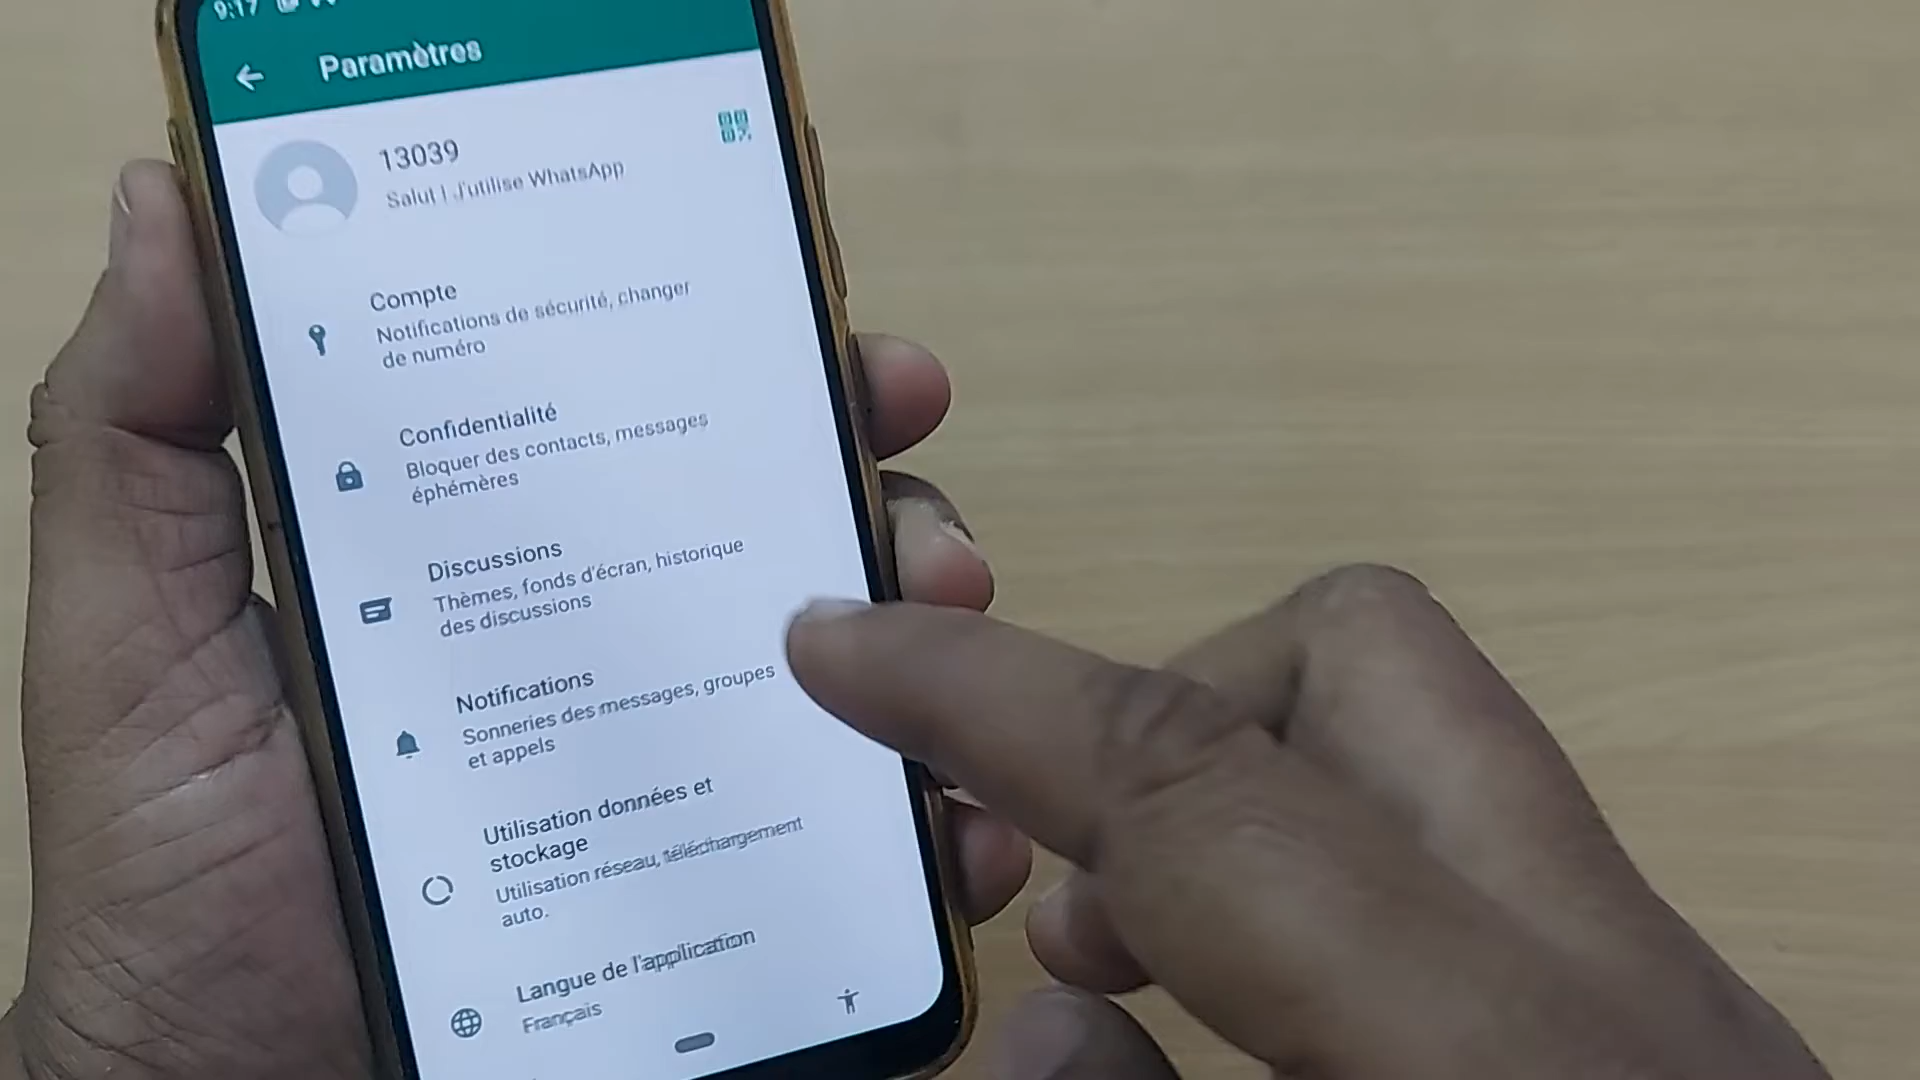 9:17
Paramètres
13039
Salut ! J'utilise WhatsApp
Compte
Notifications de sécurité, changer
de numéro
Confidentialité
Bloquer des contacts, messages
éphémères
Discussions
Thèmes, fonds d'écran, historique
des discussions
Notifications
Sonneries des messages, groupes
et appels
Utilisation données et
stockage
Utilisation réseau, téléchargement
auto.
Langue de l'application
Français